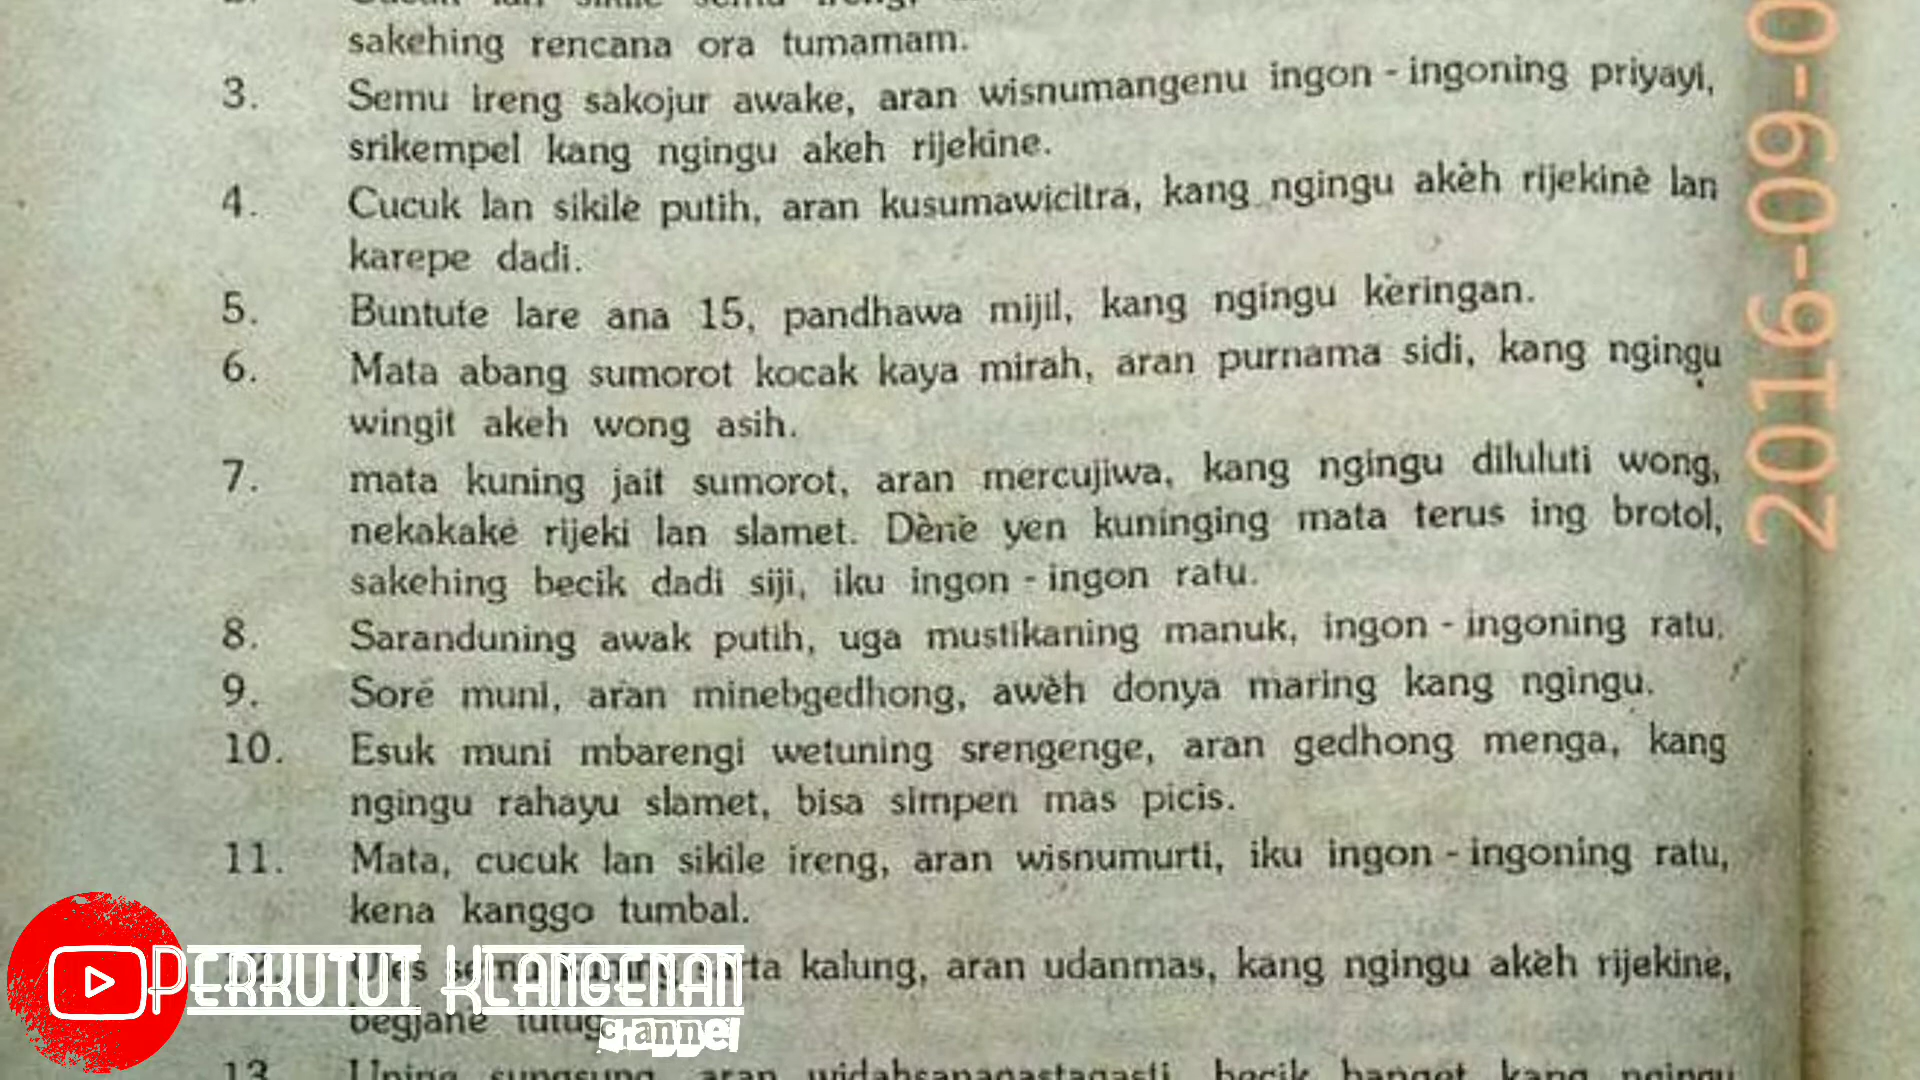 sakehing rencana ora tumamam.
3. Semu ireng sakojur awake, aran wisnumangenu ingon - ingoning priyayi,
srikempel kang ngingu akeh rijekine.
4. Cucuk lan sikilè putih, aran kusumawicitra, kang ngingu akèh rijekinè lan
karepe dadi.
5. Buntute lare ana 15, pandhawa mijil, kang ngingu kèringan.
6. Mata abang sumorot kocak kaya mirah, aran purnama sidi, kang ngingu
wingit akeh wong asih.
7. mata kuning jait sumorot, aran mercujiwa, kang ngingu diluluti wong,
nekakaké rijeki lan slamet. Dènè yen kuninging mata terus ing brotol,
sakehing becik dadi siji, iku ingon - ingon ratu.
8. Saranduning awak putih, uga mustikaning manuk, ingon - ingoning ratu.
9. Soré muni, aran minebgedhong, awèh donya maring kang ngingu.
10. Esuk muni mbarengi wetuning srengenge, aran gedhong menga, kang
ngingu rahayu slamet, bisa simpen mas picis.
11. Mata, cucuk lan sikile ireng, aran wisnumurti, iku ingon - ingoning ratu,
kena kanggo tumbal.
kalung, aran udanmas, kang ngingu akèh rijekinè,
begjanè tutug
13.
PERKUTUT KLANGENAN
channel
2016-09-0